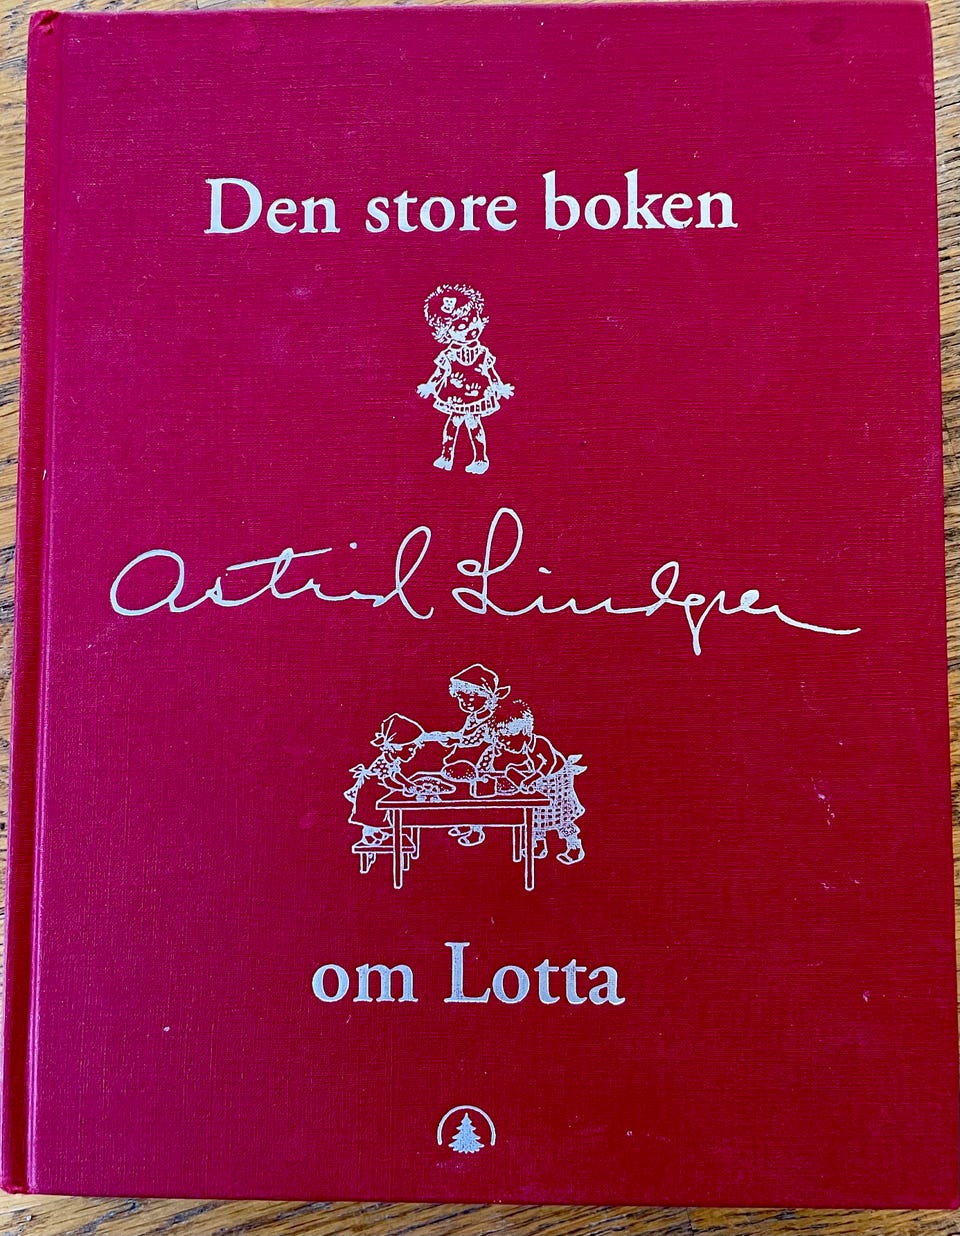 Den store boken
Astrid Lindgren
om Lotta